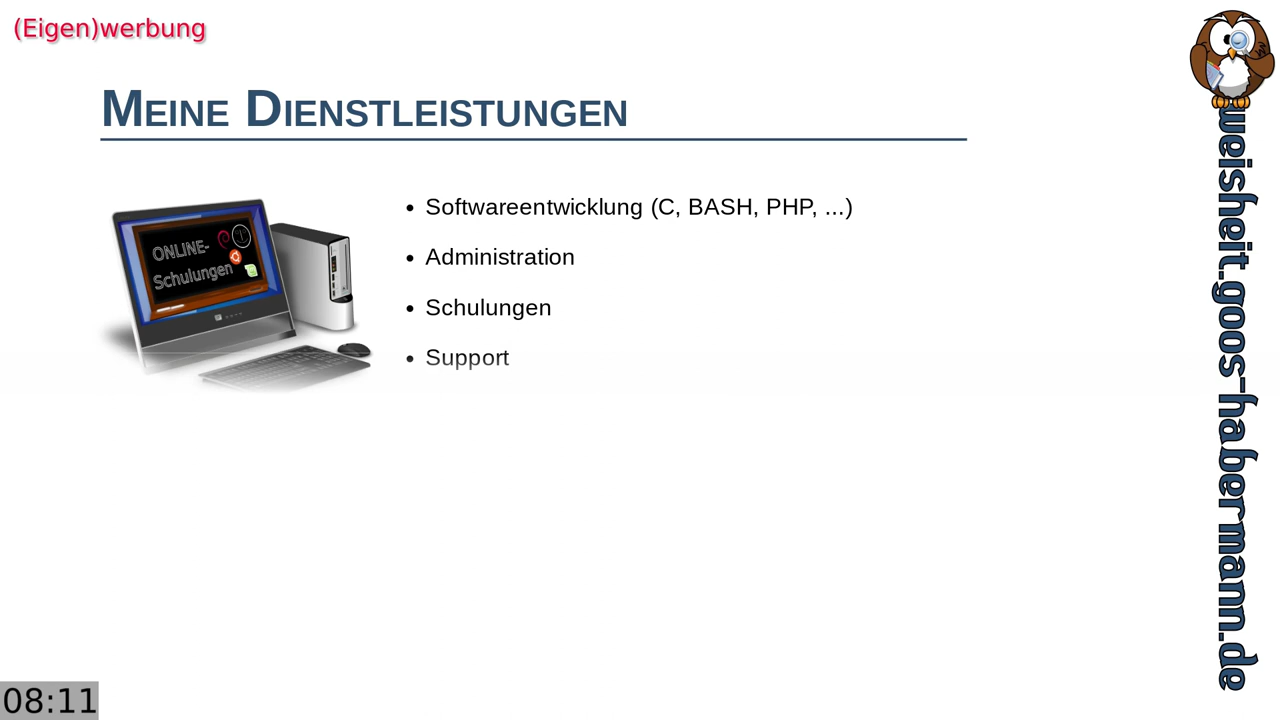 (Eigen)werbung
MEINE DIENSTLEISTUNGEN
ONLINE-
Schulungen
• Softwareentwicklung (C, BASH, PHP, ...)
• Administration
• Schulungen
• Support
weisheit.goos-habermann.de
08:11